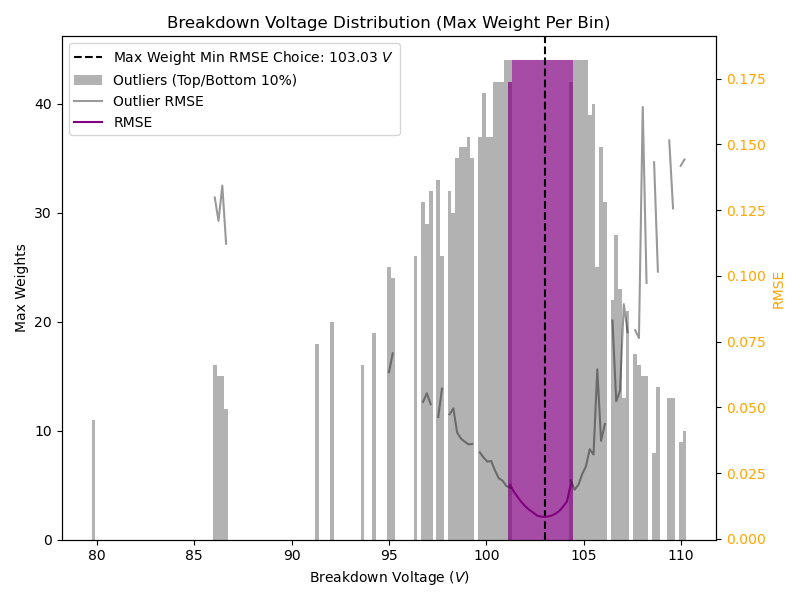 Breakdown Voltage Distribution (Max Weight Per Bin)
Max Weight Min RMSE Choice: 103.03 V
Outliers (Top/Bottom 10%)
Outlier RMSE
RMSE
Max Weights
0
10
20
30
40
80
85
90
95
100
105
110
Breakdown Voltage (V)
0.175
0.150
0.125
0.100
0.075
0.050
0.025
0.000
RMSE